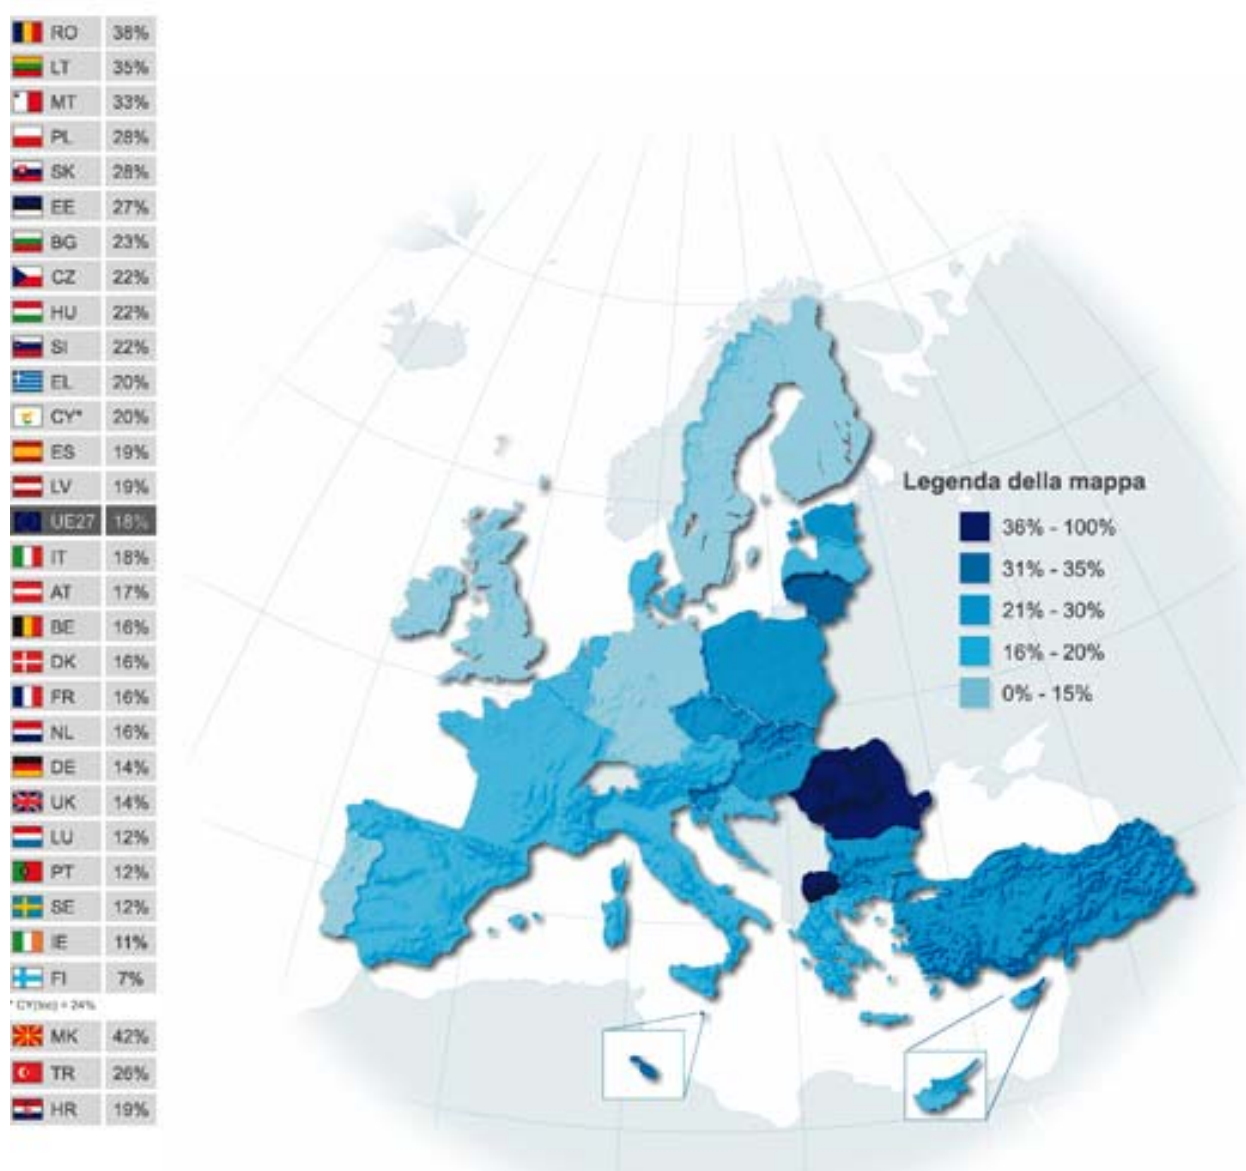 RO 38%
LT 35%
MT 33%
PL 28%
SK 28%
EE 27%
BG 23%
CZ 22%
HU 22%
SI 22%
EL 20%
CY* 20%
ES 19%
LV 19%
UE27 18%
IT 18%
AT 17%
BE 16%
DK 16%
FR 16%
NL 16%
DE 14%
UK 14%
LU 12%
PT 12%
SE 12%
IE 11%
FI 7%
* CY(tcc) = 24%
MK 42%
TR 26%
HR 19%
Legenda della mappa
36% - 100%
31% - 35%
21% - 30%
16% - 20%
0% - 15%